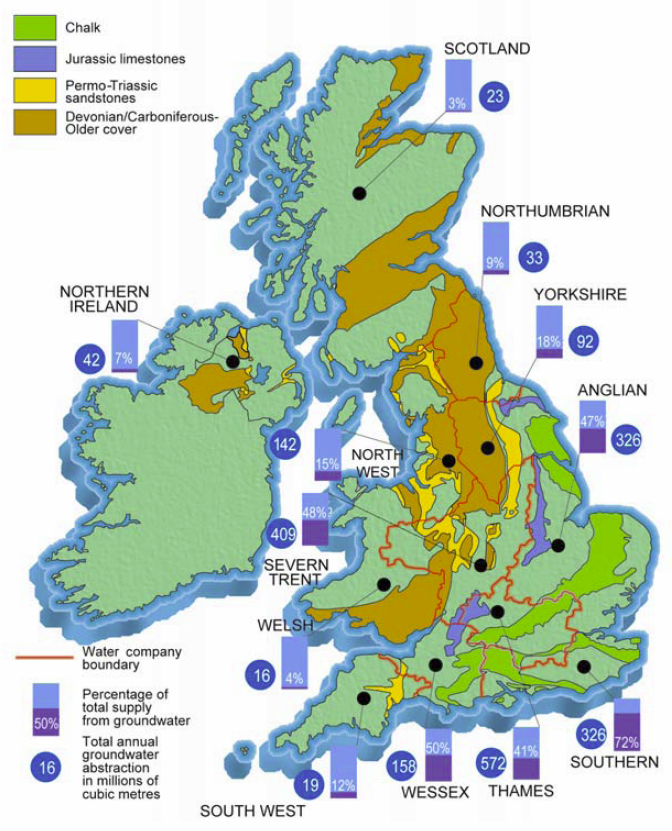 Chalk
Jurassic limestones
Permo-Triassic
sandstones
Devonian/Carboniferous-
Older cover
SCOTLAND
3%
23
NORTHUMBRIAN
9%
33
NORTHERN
IRELAND
42
7%
YORKSHIRE
18%
92
ANGLIAN
47%
326
142
15%
NORTH
WEST
48%
409
SEVERN
TRENT
WELSH
16
4%
Water company
boundary
Percentage of
total supply
from groundwater
50%
Total annual
groundwater
abstraction
in millions of
cubic metres
16
19
12%
SOUTH WEST
158
50%
WESSEX
572
41%
THAMES
326
72%
SOUTHERN